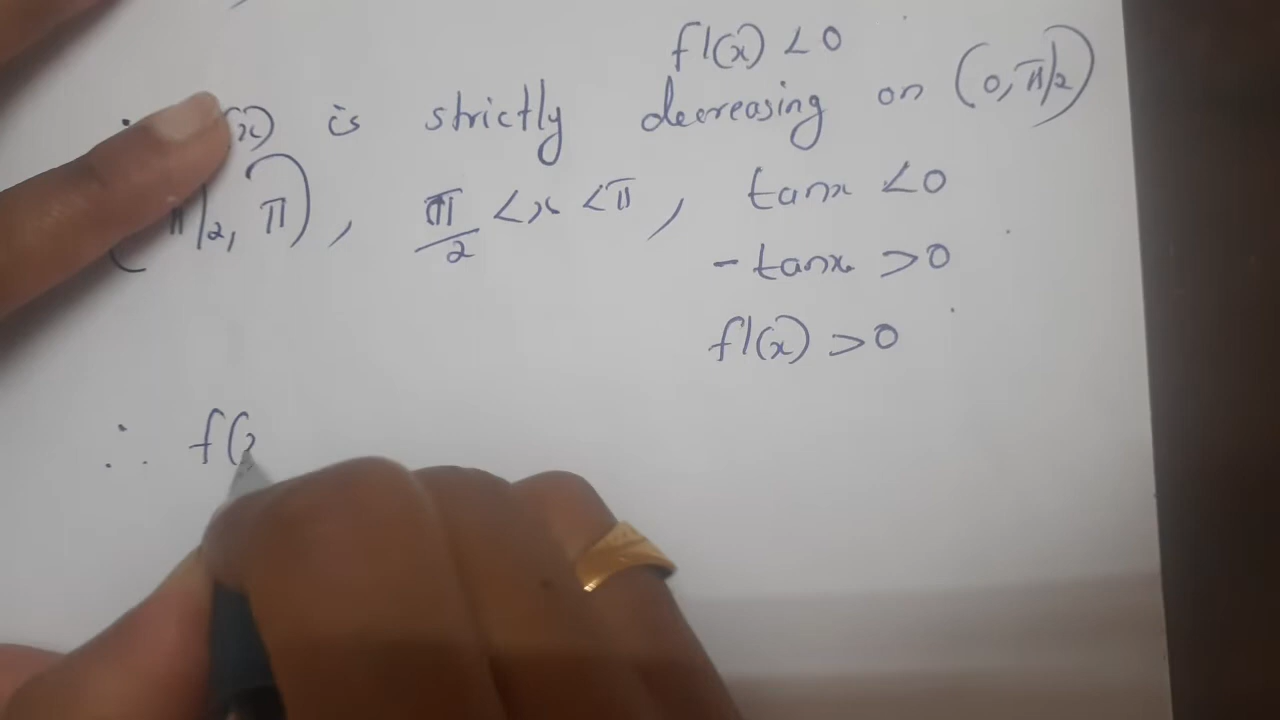 f'(x) < 0
(x) is strictly decreasing on (0, π/2)
(π/2, π), π/2 < x < π, tanx < 0
- tanx > 0
f'(x) > 0
∴ f(